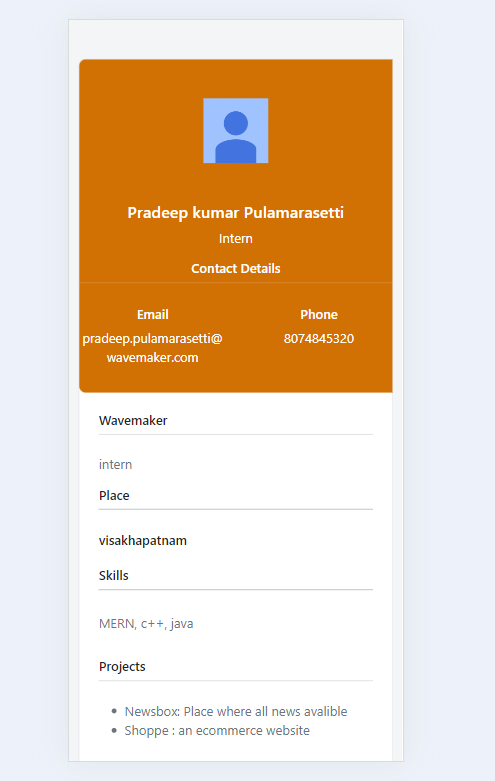 Pradeep kumar Pulamarasetti
Intern
Contact Details
Email
pradeep.pulamarasetti@
wavemaker.com
Phone
8074845320
Wavemaker
intern
Place
visakhapatnam
Skills
MERN, c++, java
Projects
Newsbox: Place where all news avalible
Shoppe : an ecommerce website